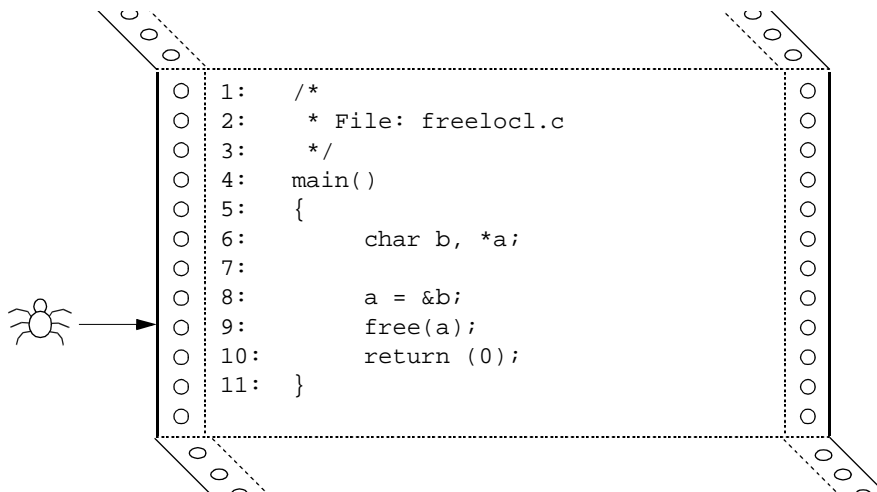 1: /*
2: * File: freelocl.c
3: */
4: main()
5: {
6: char b, *a;
7:
8: a = &b;
9: free(a);
10: return (0);
11: }